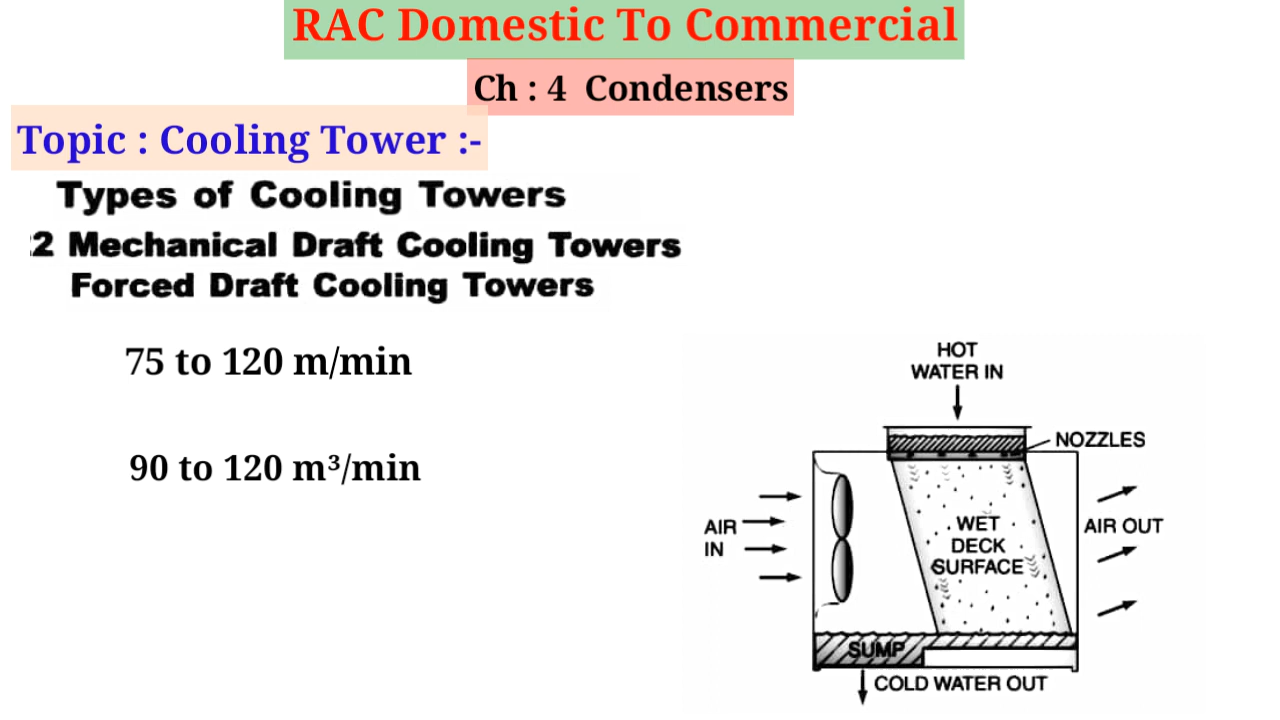 RAC Domestic To Commercial
Ch : 4 Condensers
Topic : Cooling Tower :-
Types of Cooling Towers
2 Mechanical Draft Cooling Towers
Forced Draft Cooling Towers
75 to 120 m/min
90 to 120 m³/min
HOT
WATER IN
NOZZLES
AIR
IN
WET
DECK
SURFACE
AIR OUT
SUMP
COLD WATER OUT